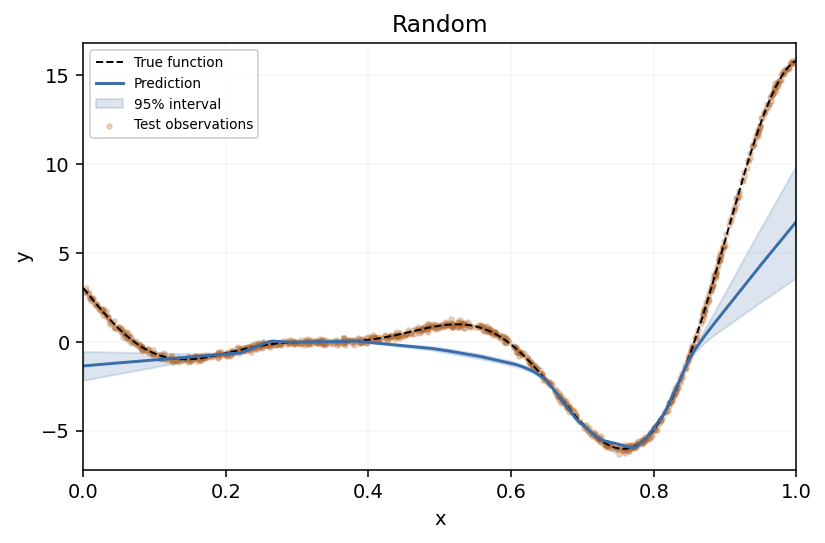 Random
True function
Prediction
95% interval
Test observations
15
10
5
0
−5
y
0.0 0.2 0.4 0.6 0.8 1.0
x